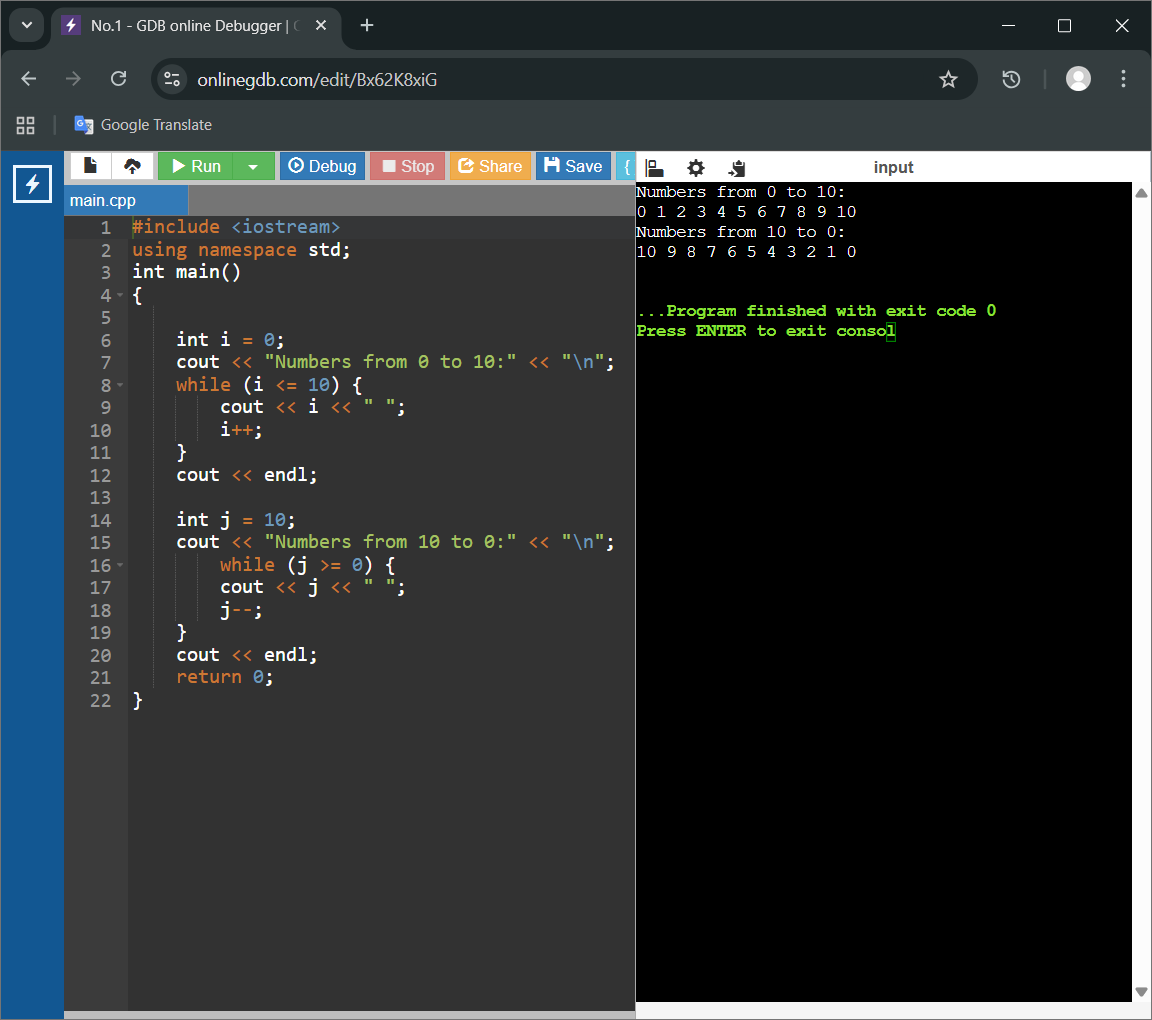 No.1 - GDB online Debugger |
onlinegdb.com/edit/Bx62K8xiG
Google Translate
Run
Debug
Stop
Share
Save
{
input
main.cpp
1 #include <iostream>
2 using namespace std;
3 int main()
4 {
5
6 int i = 0;
7 cout << "Numbers from 0 to 10:" << "\n";
8 while (i <= 10) {
9 cout << i << " ";
10 i++;
11 }
12 cout << endl;
13
14 int j = 10;
15 cout << "Numbers from 10 to 0:" << "\n";
16 while (j >= 0) {
17 cout << j << " ";
18 j--;
19 }
20 cout << endl;
21 return 0;
22 }
Numbers from 0 to 10:
0 1 2 3 4 5 6 7 8 9 10
Numbers from 10 to 0:
10 9 8 7 6 5 4 3 2 1 0
...Program finished with exit code 0
Press ENTER to exit consol